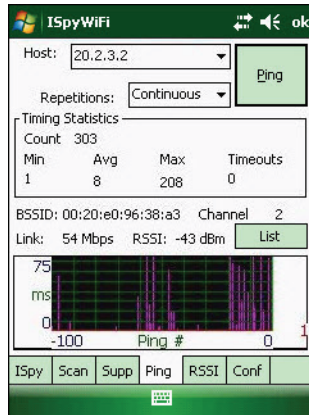 ISpyWiFi ok
Host: 20.2.3.2
Ping
Repetitions: Continuous
Timing Statistics
Count 303
Min Avg Max Timeouts
1 8 208 0
BSSID: 00:20:e0:96:38:a3 Channel 2
Link: 54 Mbps RSSI: -43 dBm List
75
ms
0 1
-100 Ping # 0
ISpy Scan Supp Ping RSSI Conf